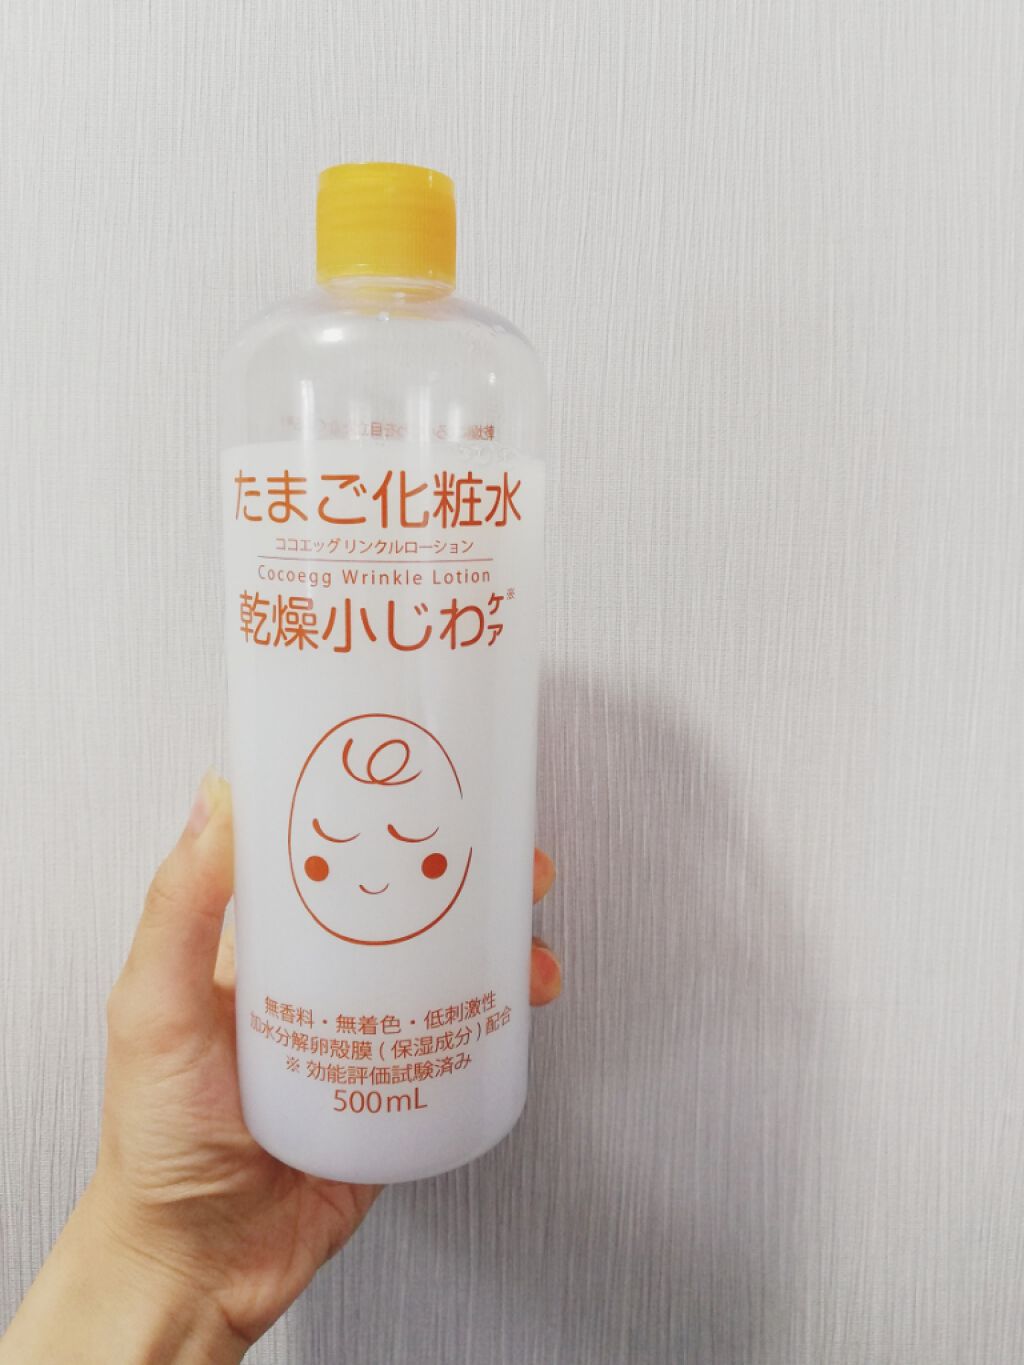 たまご化粧水
ココエッグリンクルローション
Cocoegg Wrinkle Lotion
乾燥小じわケア※
無香料・無着色・低刺激性
加水分解卵殻膜(保湿成分)配合
※効能評価試験済み
500mL